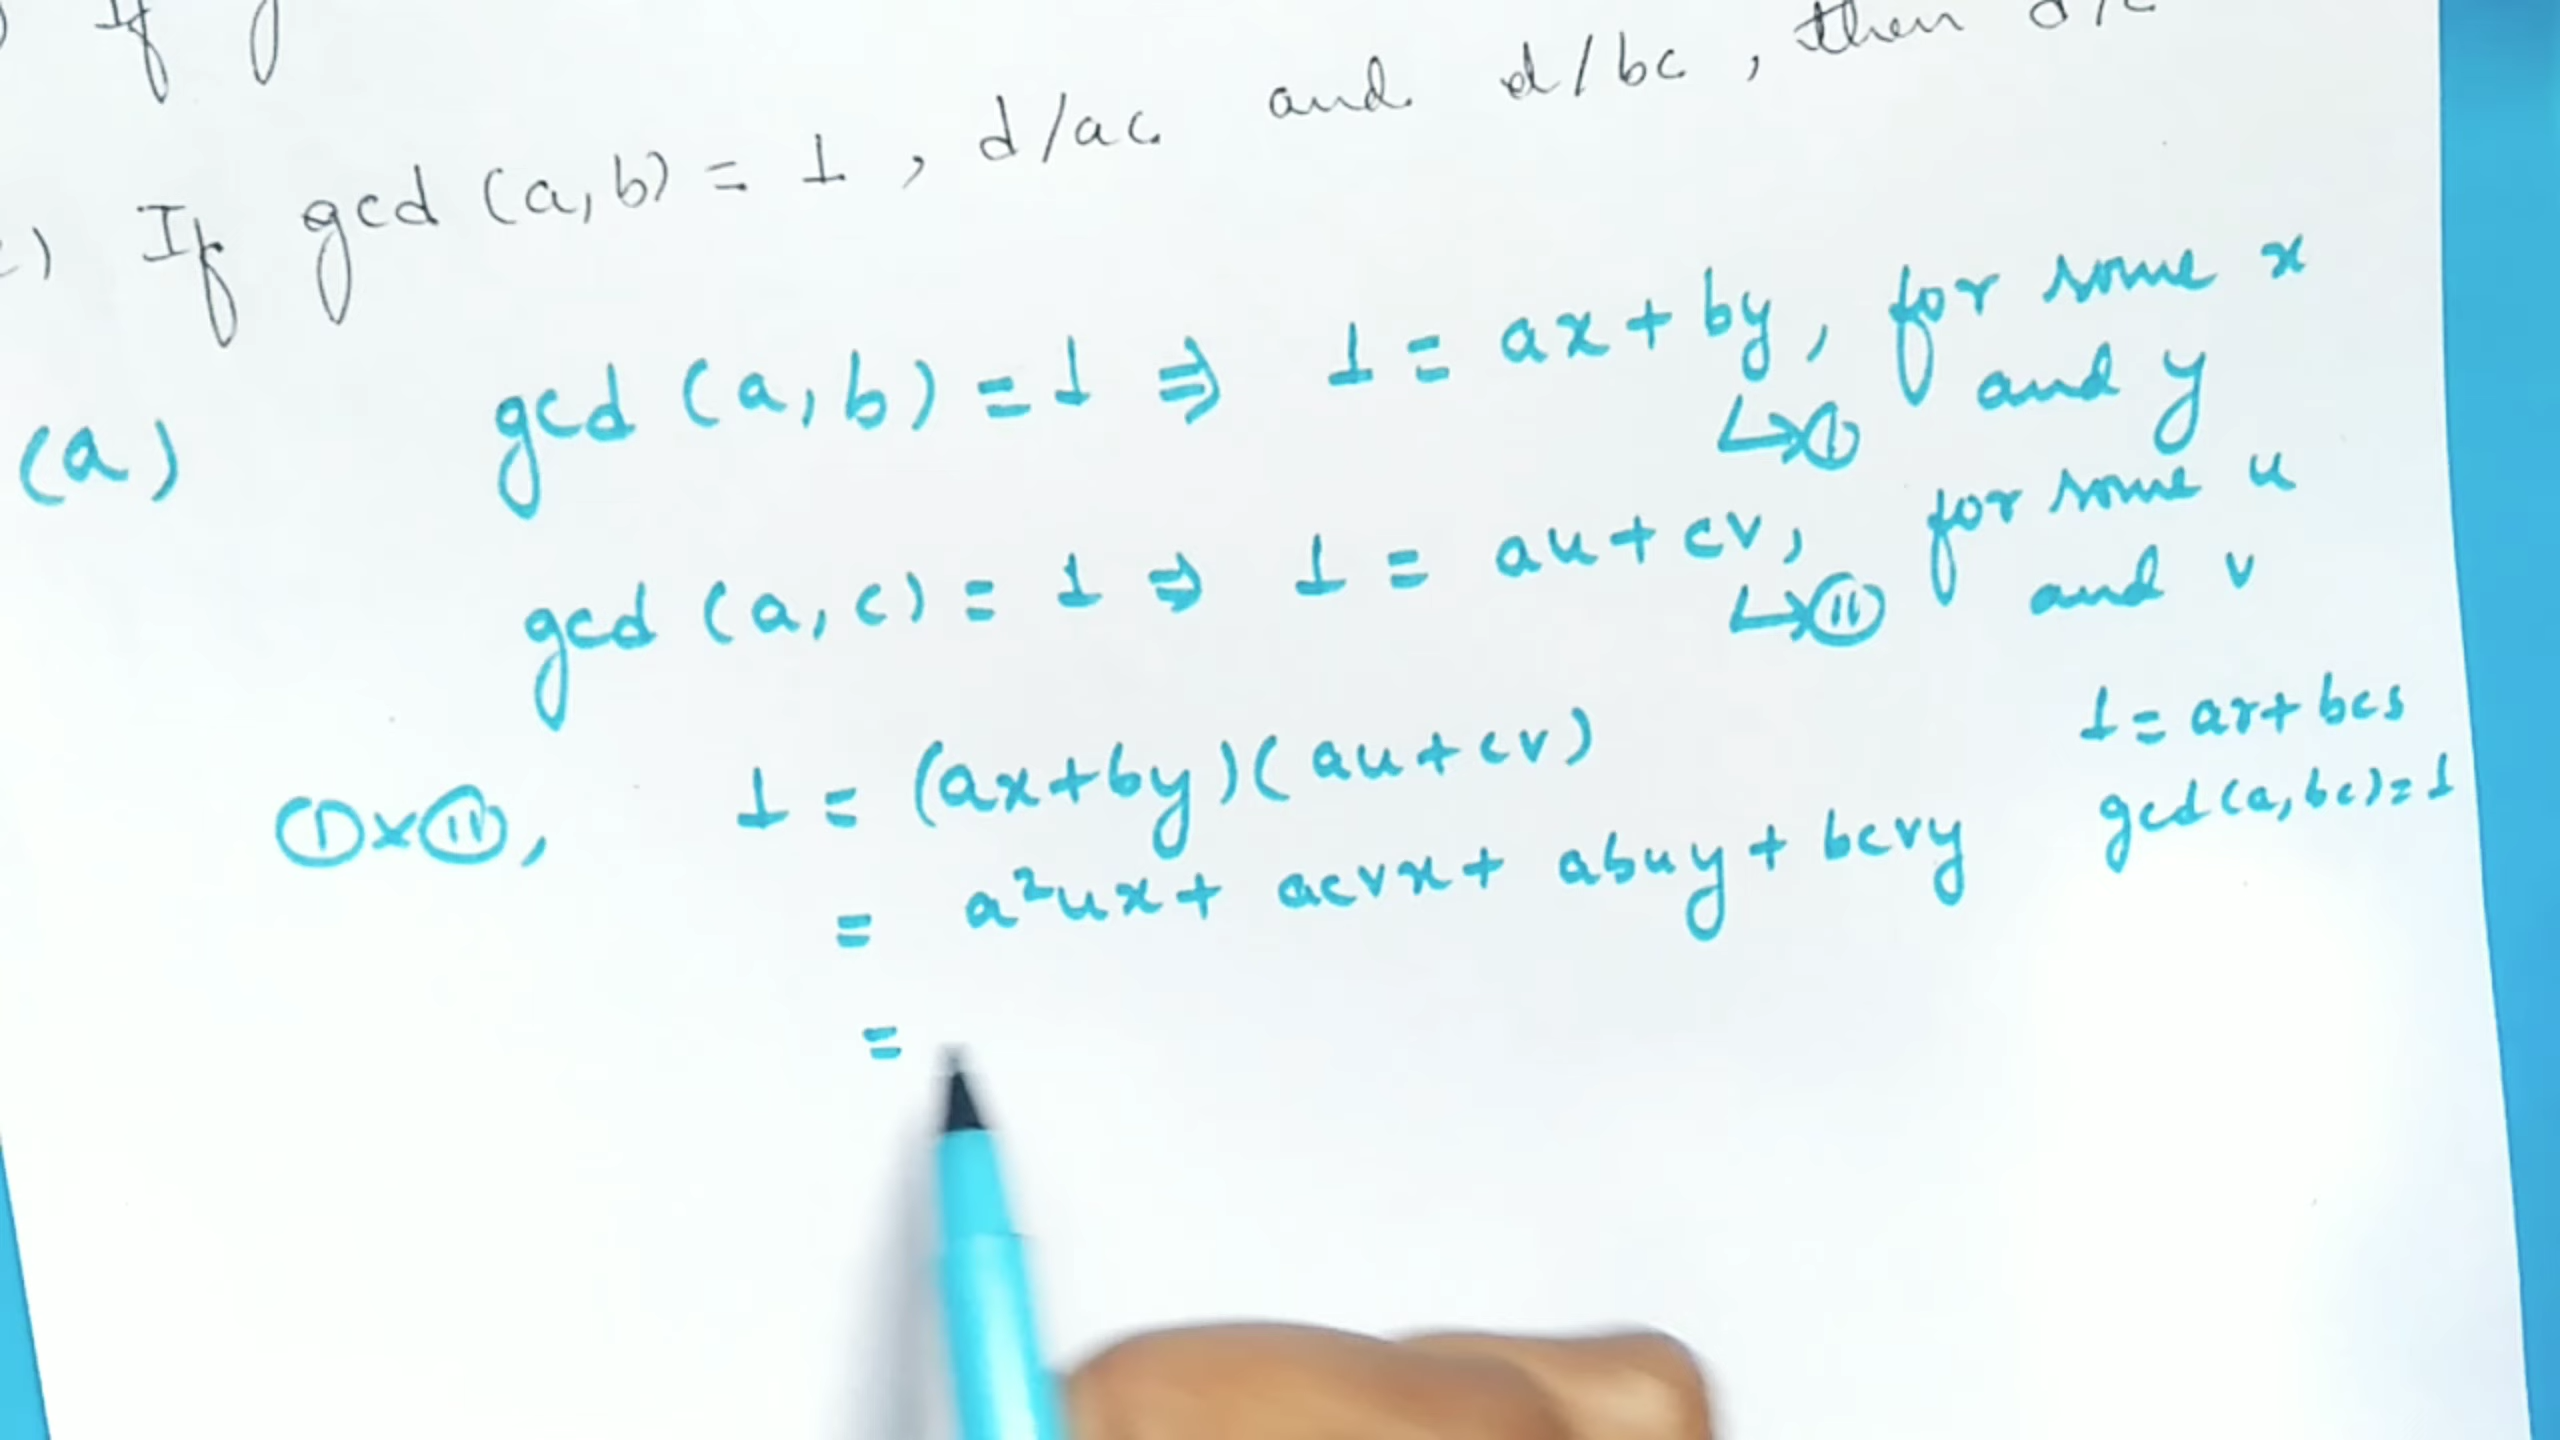 If
If gcd (a,b) = 1 , d/ac and d/bc , then
(a) gcd (a,b) = 1 ⇒ 1 = ax + by, for some x and y
↳ (I)
gcd (a,c) = 1 ⇒ 1 = au + cv, for some u and v
↳ (II)
(I)×(II), 1 = (ax+by)(au+cv)
= a²ux + acvx + abuy + bcvy
=
1 = ar + bcs
gcd (a,bc) = 1